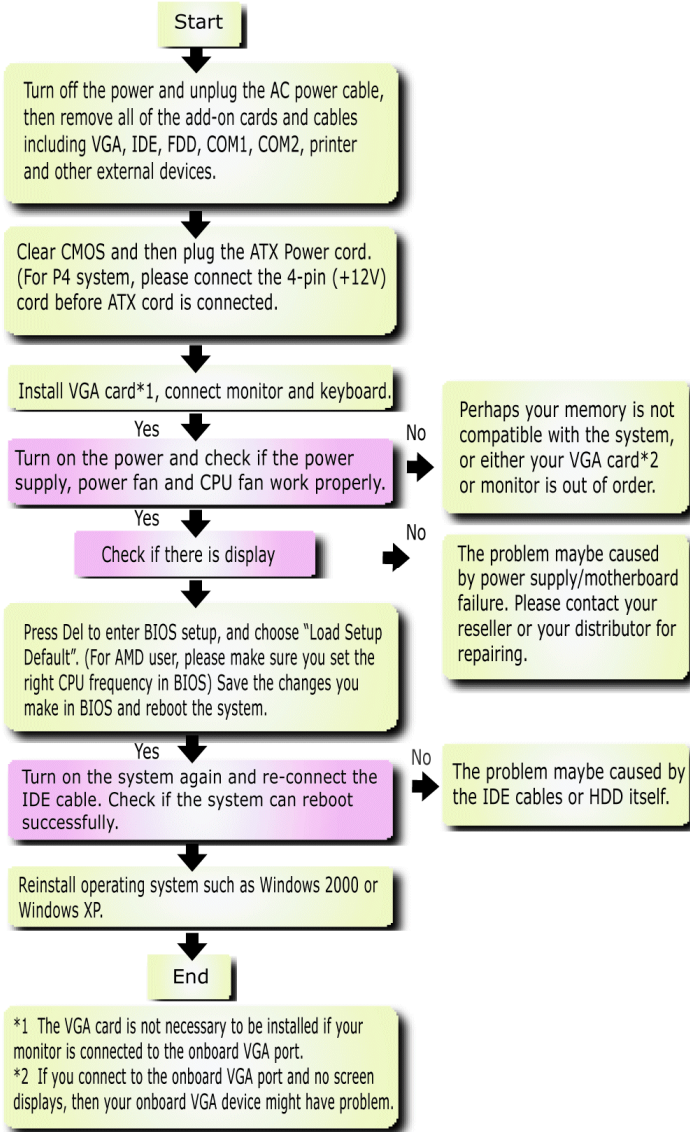 Start
Turn off the power and unplug the AC power cable,
then remove all of the add-on cards and cables
including VGA, IDE, FDD, COM1, COM2, printer
and other external devices.
Clear CMOS and then plug the ATX Power cord.
(For P4 system, please connect the 4-pin (+12V)
cord before ATX cord is connected.
Install VGA card*1, connect monitor and keyboard.
Yes
Turn on the power and check if the power
supply, power fan and CPU fan work properly.
No
Perhaps your memory is not
compatible with the system,
or either your VGA card*2
or monitor is out of order.
Yes
Check if there is display
No
The problem maybe caused
by power supply/motherboard
failure. Please contact your
reseller or your distributor for
repairing.
Press Del to enter BIOS setup, and choose “Load Setup
Default”. (For AMD user, please make sure you set the
right CPU frequency in BIOS) Save the changes you
make in BIOS and reboot the system.
Yes
Turn on the system again and re-connect the
IDE cable. Check if the system can reboot
successfully.
No
The problem maybe caused by
the IDE cables or HDD itself.
Reinstall operating system such as Windows 2000 or
Windows XP.
End
*1 The VGA card is not necessary to be installed if your
monitor is connected to the onboard VGA port.
*2 If you connect to the onboard VGA port and no screen
displays, then your onboard VGA device might have problem.